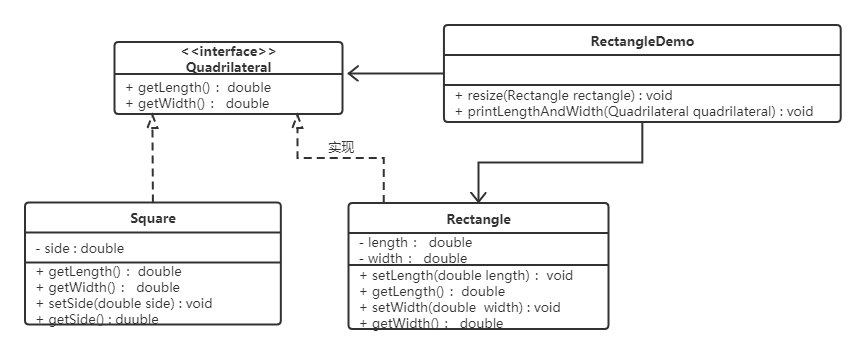 <<interface>>
Quadrilateral
+ getLength() : double
+ getWidth() : double
RectangleDemo
+ resize(Rectangle rectangle) : void
+ printLengthAndWidth(Quadrilateral quadrilateral) : void
实现
Square
- side : double
+ getLength() : double
+ getWidth() : double
+ setSide(double side) : void
+ getSide() : duuble
Rectangle
- length : double
- width : double
+ setLength(double length) : void
+ getLength() : double
+ setWidth(double width) : void
+ getWidth() : double